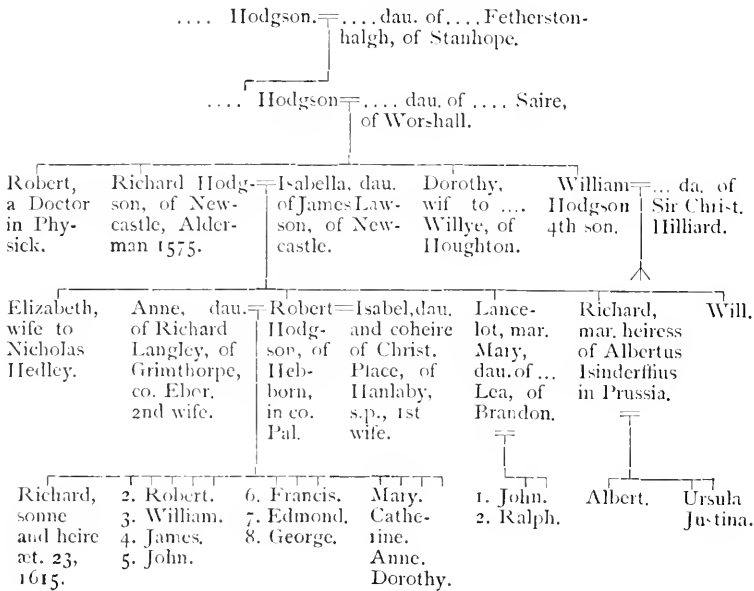 .... Hodgson.=.... dau. of.... Fetherston-
halgh, of Stanhope.
.... Hodgson=.... dau. of .... Saire,
of Worshall.
Robert,
a Doctor
in Phy-
sick.
Richard Hodg-
son, of New-
castle, Alder-
man 1575.
=Isabella, dau.
of James Law-
son, of New-
castle.
Dorothy,
wif to ....
Willye, of
Houghton.
William
Hodgson
4th son.
=... da. of
Sir Christ.
Hilliard.
Elizabeth,
wife to
Nicholas
Hedley.
Anne, dau.
of Richard
Langley, of
Grimthorpe,
co. Eber.
2nd wife.
=Robert
Hodg-
son, of
Heb-
born,
in co.
Pal.
=Isabel, dau.
and coheire
of Christ.
Place, of
Hanlaby,
s.p., 1st
wife.
Lance-
lot, mar.
Mary,
dau. of ...
Lea, of
Brandon.
Richard,
mar. heiress
of Albertus
Isinderffius
in Prussia.
Will.
Richard,
sonne
and heire
æt. 23,
1615.
2. Robert.
3. William.
4. James.
5. John.
6. Francis.
7. Edmond.
8. George.
Mary.
Cathe-
rine.
Anne.
Dorothy.
1. John.
2. Ralph.
Albert.
Ursula
Justina.